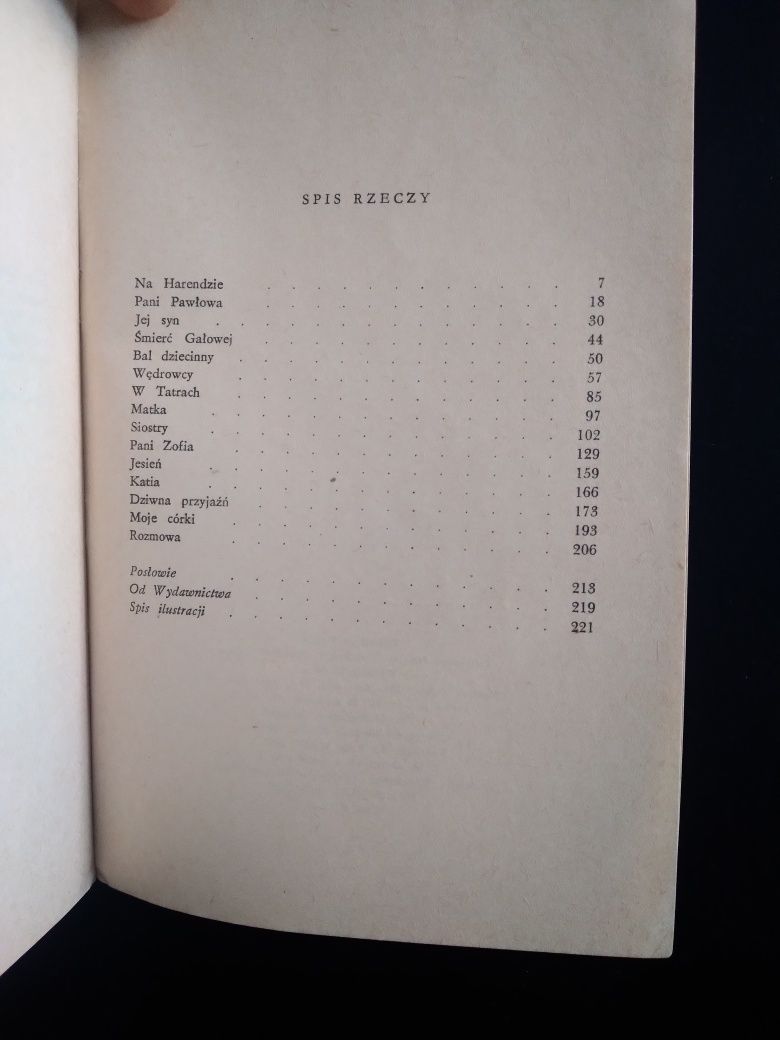 SPIS RZECZY
Na Harendzie . . . . . . . . . . . . 7
Pani Pawłowa . . . . . . . . . . . . 18
Jej syn . . . . . . . . . . . . . . 30
Śmierć Gałowej . . . . . . . . . . . . 44
Bal dziecinny . . . . . . . . . . . . . 50
Wędrowcy . . . . . . . . . . . . . 57
W Tatrach . . . . . . . . . . . . . 85
Matka . . . . . . . . . . . . . . 97
Siostry . . . . . . . . . . . . . . 102
Pani Zofia . . . . . . . . . . . . . 129
Jesień . . . . . . . . . . . . . . 159
Katia . . . . . . . . . . . . . . 166
Dziwna przyjaźń . . . . . . . . . . . . 173
Moje córki . . . . . . . . . . . . . 193
Rozmowa . . . . . . . . . . . . . 206
Posłowie . . . . . . . . . . . . . 213
Od Wydawnictwa . . . . . . . . . . . . 219
Spis ilustracji . . . . . . . . . . . . . 221